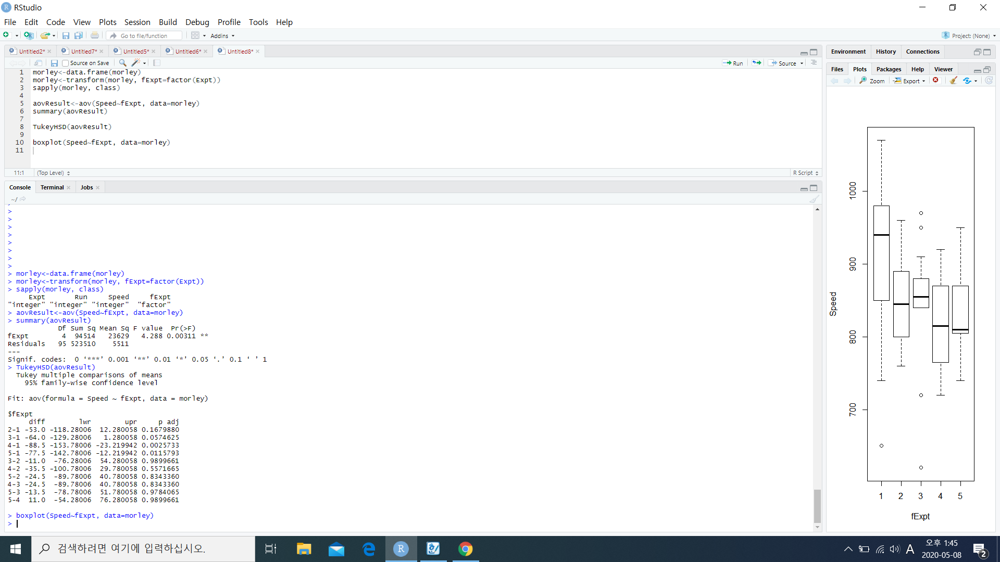 RStudio
File Edit Code View Plots Session Build Debug Profile Tools Help
Go to file/function Addins Project: (None)
Untitled2* Untitled7* Untitled5* Untitled6* Untitled8*
Source on Save Run Source
1 morley<-data.frame(morley)
2 morley<-transform(morley, fExpt=factor(Expt))
3 sapply(morley, class)
4
5 aovResult<-aov(Speed~fExpt, data=morley)
6 summary(aovResult)
7
8 TukeyHSD(aovResult)
9
10 boxplot(Speed~fExpt, data=morley)
11
11:1 (Top Level) R Script
Console Terminal Jobs
~/
>
>
>
>
>
>
>
>
> morley<-data.frame(morley)
> morley<-transform(morley, fExpt=factor(Expt))
> sapply(morley, class)
Expt Run Speed fExpt
"integer" "integer" "integer" "factor"
> aovResult<-aov(Speed~fExpt, data=morley)
> summary(aovResult)
Df Sum Sq Mean Sq F value Pr(>F)
fExpt 4 94514 23629 4.288 0.00311 **
Residuals 95 523510 5511
---
Signif. codes: 0 ‘***’ 0.001 ‘**’ 0.01 ‘*’ 0.05 ‘.’ 0.1 ‘ ’ 1
> TukeyHSD(aovResult)
Tukey multiple comparisons of means
95% family-wise confidence level
Fit: aov(formula = Speed ~ fExpt, data = morley)
$fExpt
diff lwr upr p adj
2-1 -53.0 -118.28006 12.280058 0.1679880
3-1 -64.0 -129.28006 1.280058 0.0574625
4-1 -88.5 -153.78006 -23.219942 0.0025733
5-1 -77.5 -142.78006 -12.219942 0.0115793
3-2 -11.0 -76.28006 54.280058 0.9899661
4-2 -35.5 -100.78006 29.780058 0.5571665
5-2 -24.5 -89.78006 40.780058 0.8343360
4-3 -24.5 -89.78006 40.780058 0.8343360
5-3 -13.5 -78.78006 51.780058 0.9784065
5-4 11.0 -54.28006 76.280058 0.9899661
> boxplot(Speed~fExpt, data=morley)
>
Environment History Connections
Files Plots Packages Help Viewer
Zoom Export
1000
900
800
700
Speed
1 2 3 4 5
fExpt
검색하려면 여기에 입력하십시오.
A
오후 1:45
2020-05-08
2